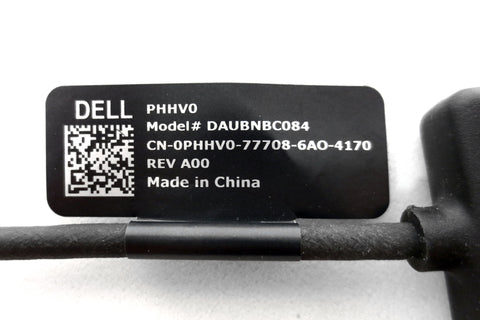 DELL
PHHV0
Model# DAUBNBC084
CN-0PHHV0-77708-6AO-4170
REV A00
Made in China